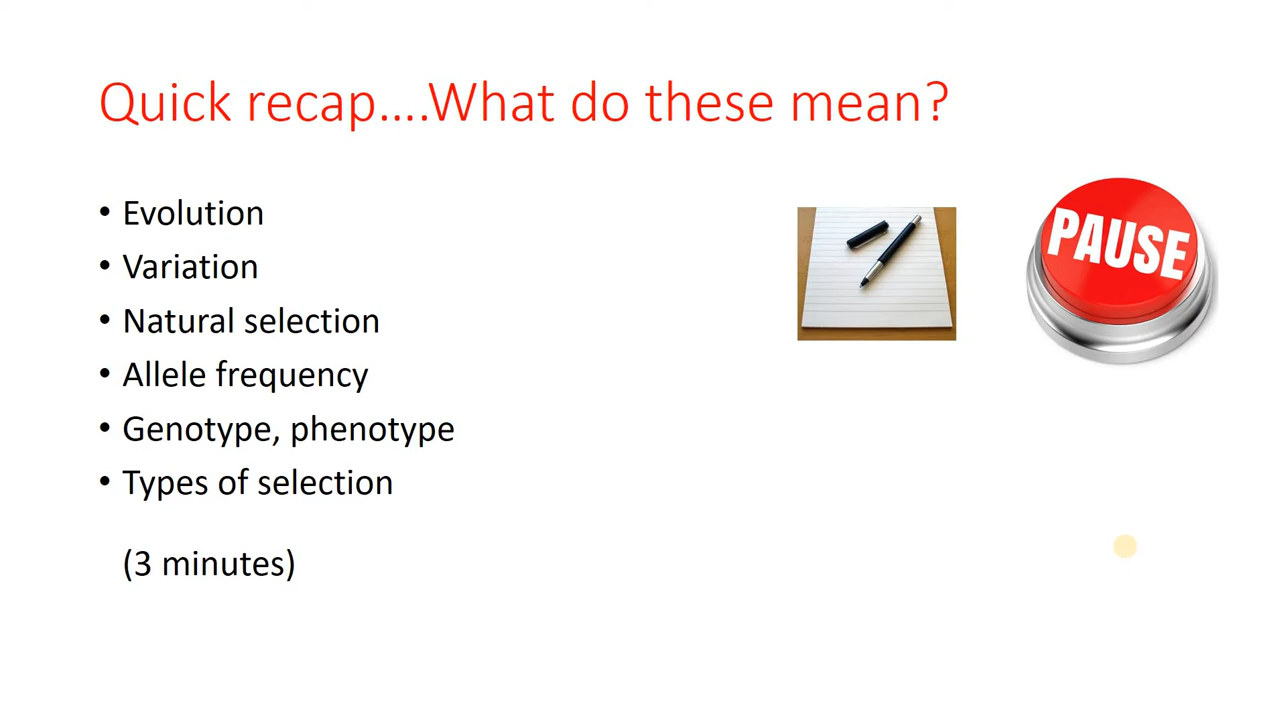 Quick recap....What do these mean?
• Evolution
• Variation
• Natural selection
• Allele frequency
• Genotype, phenotype
• Types of selection
(3 minutes)
PAUSE